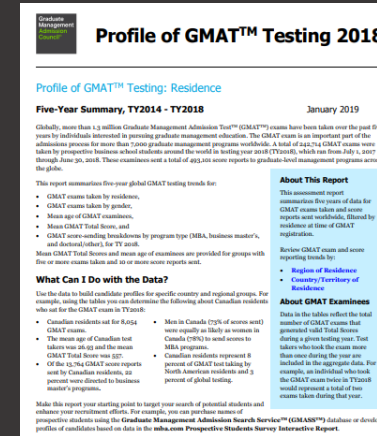 Graduate
Management
Admission
Council™
Profile of GMAT™ Testing 2018
Profile of GMAT™ Testing: Residence
Five-Year Summary, TY2014 - TY2018
January 2019
Globally, more than 1.3 million Graduate Management Admission Test™ (GMAT™) exams have been taken over the past fi
years by individuals interested in pursuing graduate management education. The GMAT exam is an important part of the
admissions process for more than 7,000 graduate management programs worldwide. A total of 242,714 GMAT exams were
taken by prospective business school students around the world in testing year 2018 (TY2018), which ran from July 1, 2017
through June 30, 2018. These examinees sent a total of 493,101 score reports to graduate-level management programs acro
the globe.
This report summarizes five-year global GMAT testing trends for:
• GMAT exams taken by residence,
• GMAT exams taken by gender,
• Mean age of GMAT examinees,
• Mean GMAT Total Score, and
• GMAT score-sending breakdowns by program type (MBA, business master's,
and doctoral/other), for TY 2018.
Mean GMAT Total Scores and mean age of examinees are provided for groups with
five or more exams taken and 10 or more score reports sent.
What Can I Do with the Data?
Use the data to build candidate profiles for specific country and regional groups. For
example, using the tables you can determine the following about Canadian residents
who sat for the GMAT exam in TY2018:
• Canadian residents sat for 8,054
GMAT exams.
• The mean age of Canadian test
takers was 26.93 and the mean
GMAT Total Score was 557.
• Of the 13,764 GMAT score reports
sent by Canadian residents, 22
percent were directed to business
master's programs.
• Men in Canada (75% of scores sent)
were equally as likely as women in
Canada (78%) to send scores to
MBA programs.
• Canadian residents represent 8
percent of GMAT test taking by
North American residents and 3
percent of global testing.
Make this report your starting point to target your search of potential students and
enhance your recruitment efforts. For example, you can purchase names of
prospective students using the Graduate Management Admission Search Service™ (GMASS™) database or develo
profiles of candidates based on data in the mba.com Prospective Students Survey Interactive Report.
About This Report
This assessment report
summarizes five years of data for
GMAT exams taken and score
reports sent worldwide, filtered by
residence at time of GMAT
registration.
Review GMAT exam and score
reporting trends by:
• Region of Residence
• Country/Territory of
Residence
About GMAT Examinees
Data in the tables reflect the total
number of GMAT exams that
generated valid Total Scores
during a given testing year. Test
takers who took the exam more
than once during the year are
included in the aggregate data. For
example, an individual who took
the GMAT exam twice in TY2018
would represent a total of two
exams taken during that year.